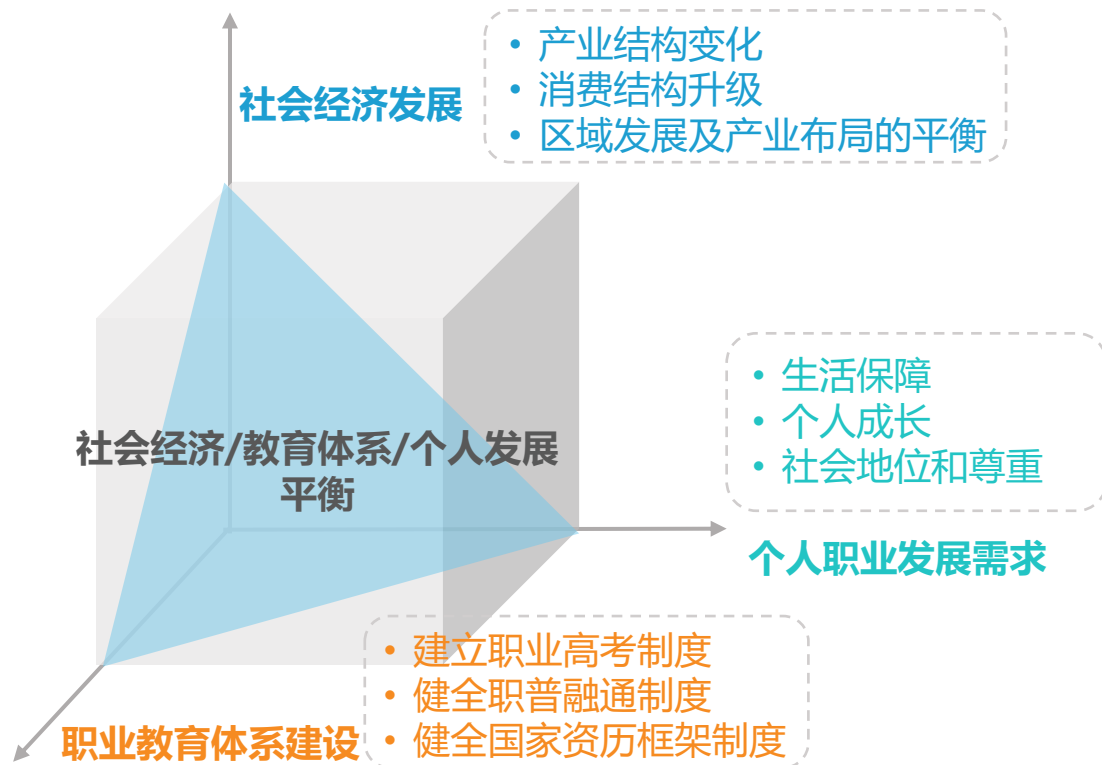 社会经济发展
• 产业结构变化
• 消费结构升级
• 区域发展及产业布局的平衡
社会经济/教育体系/个人发展
平衡
• 生活保障
• 个人成长
• 社会地位和尊重
个人职业发展需求
• 建立职业高考制度
• 健全职普融通制度
• 健全国家资历框架制度
职业教育体系建设